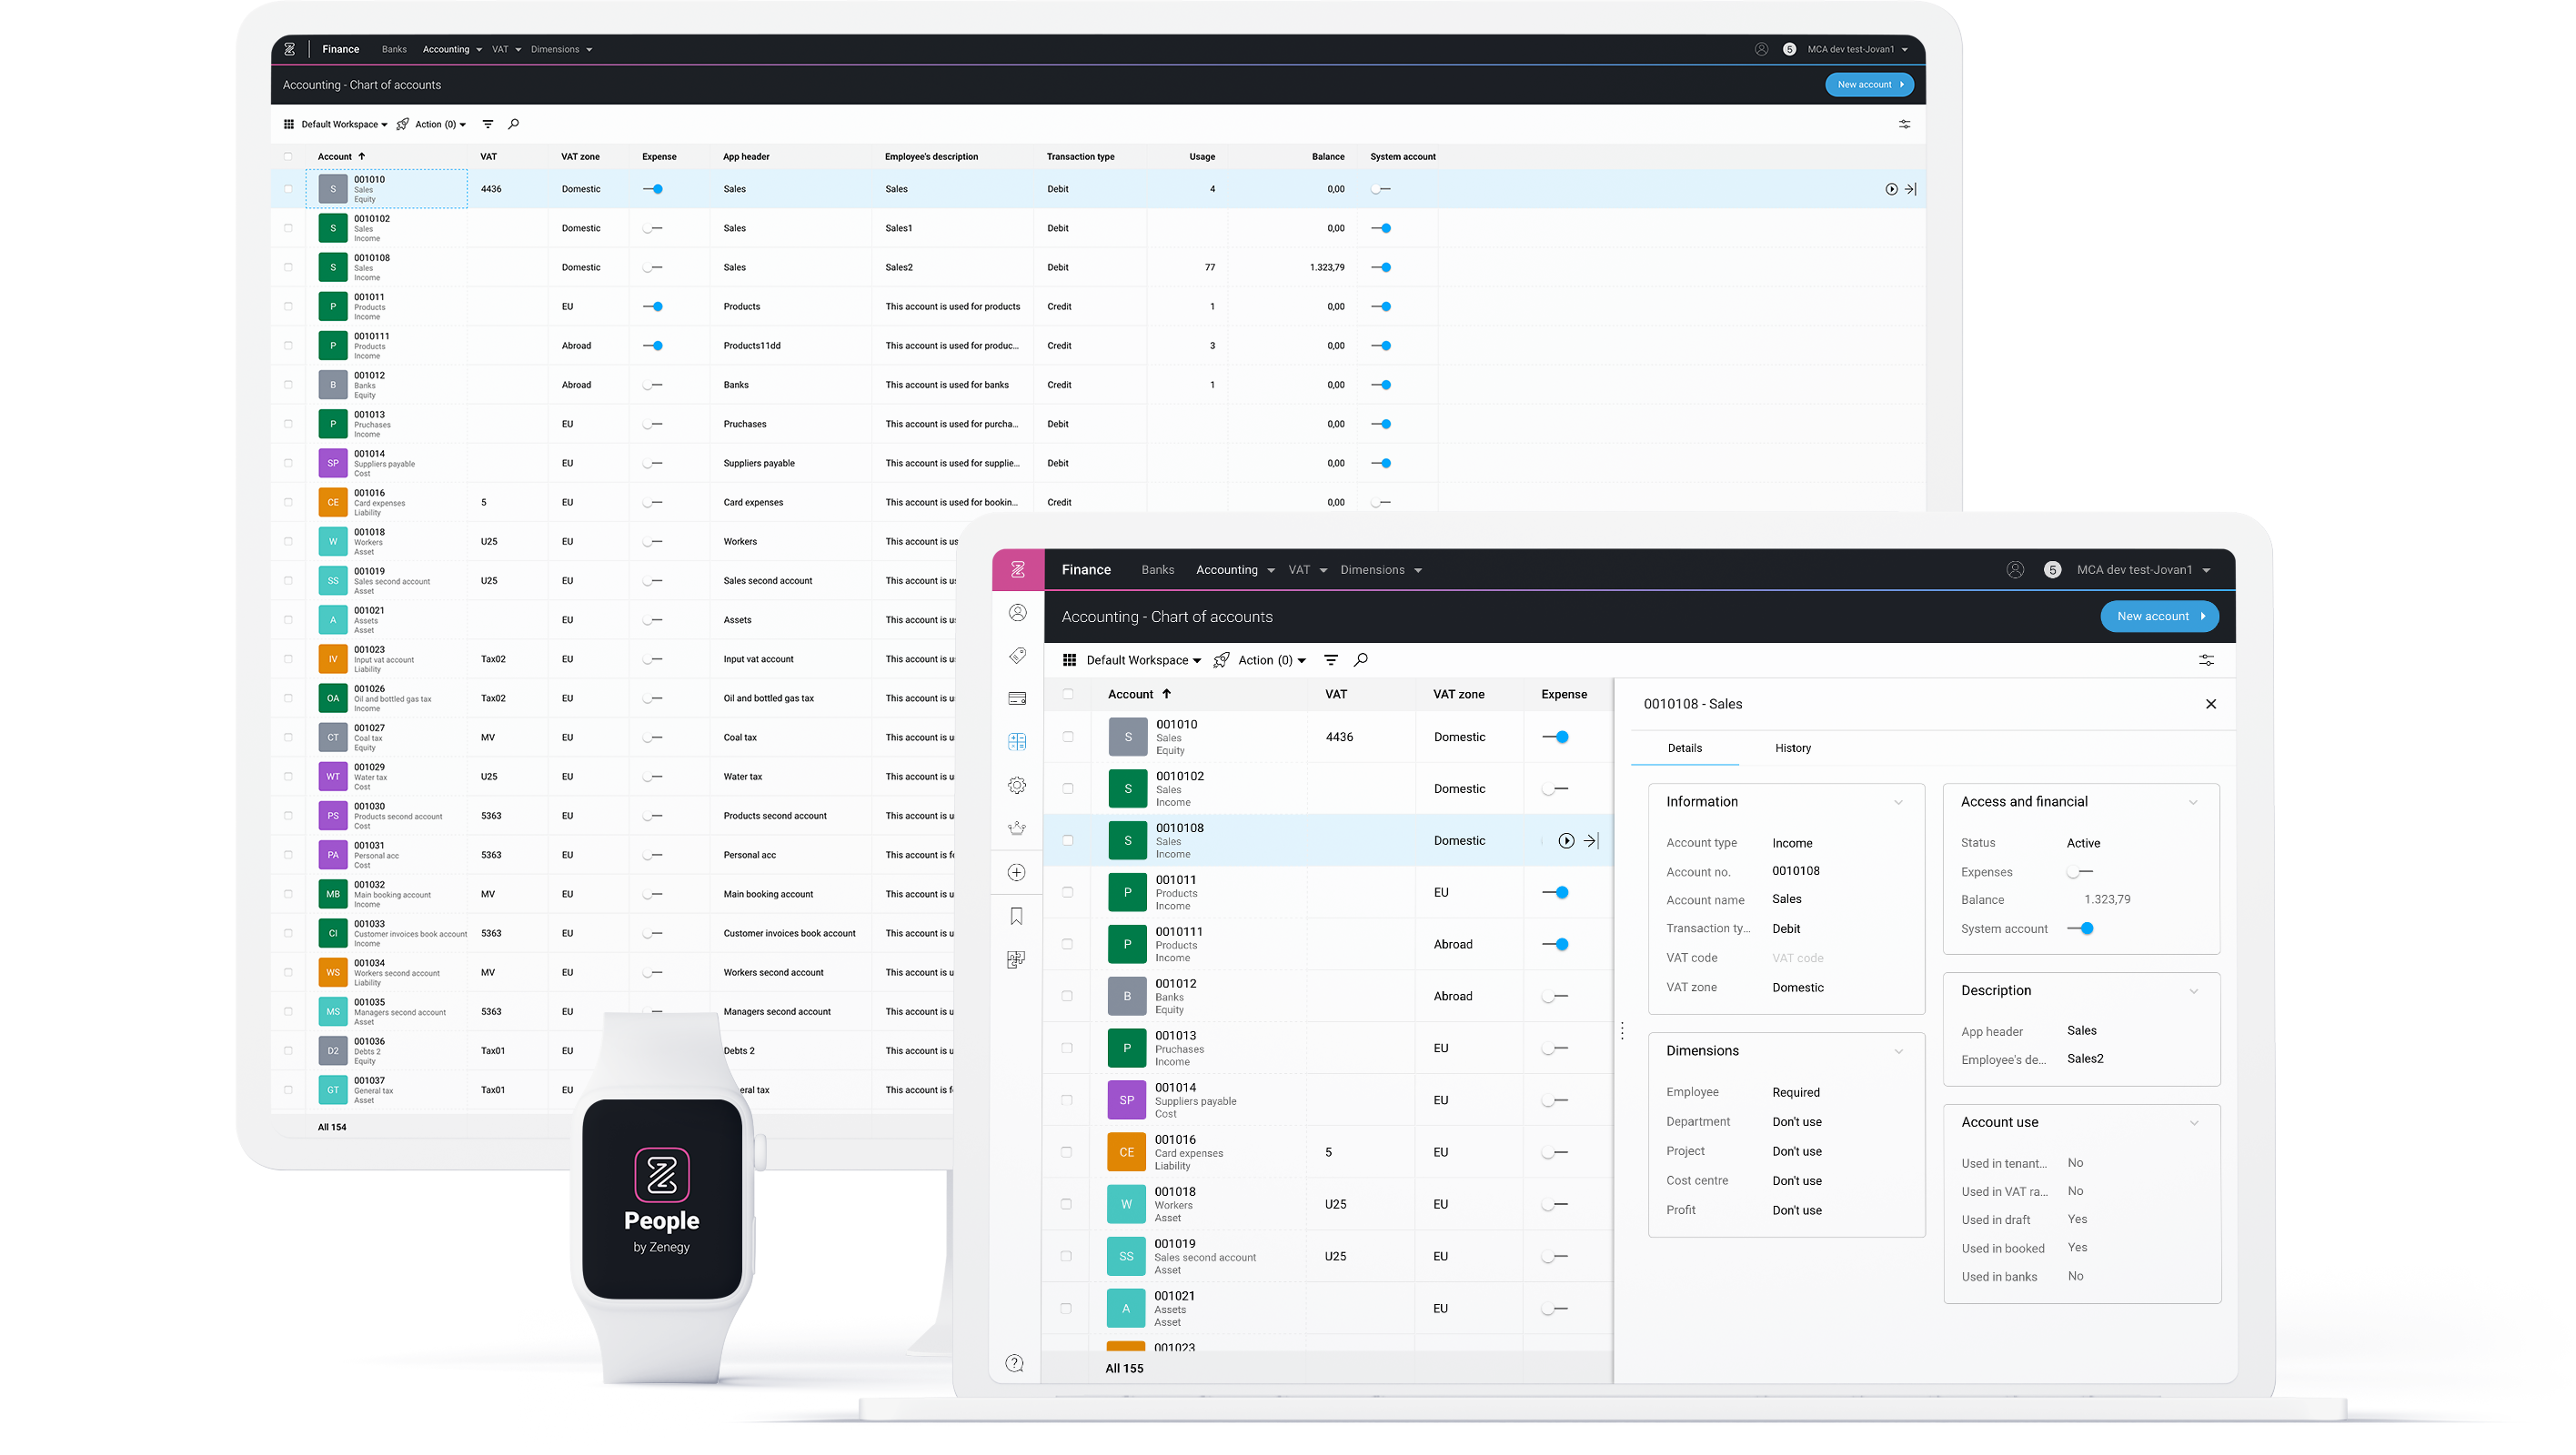 Finance Banks Accounting VAT Dimensions 5 MCA dev test-Jovan1
Accounting - Chart of accounts New account
Default Workspace Action (0)
Account VAT VAT zone Expense App header Employee's description Transaction type Usage Balance System account
S 001010 Sales Equity 4436 Domestic Sales Sales Debit 4 0,00
S 0010102 Sales Income Domestic Sales Sales1 Debit 0,00
S 0010108 Sales Income Domestic Sales Sales2 Debit 77 1.323,79
P 001011 Products Income EU Products This account is used for products Credit 1 0,00
P 0010111 Products Income Abroad Products11dd This account is used for produc... Credit 3 0,00
B 001012 Banks Equity Abroad Banks This account is used for banks Credit 1 0,00
P 001013 Pruchases Income EU Pruchases This account is used for purcha... Debit 0,00
SP 001014 Suppliers payable Cost EU Suppliers payable This account is used for supplie... Debit 0,00
CE 001016 Card expenses Liability 5 EU Card expenses This account is used for bookin... Credit 0,00
W 001018 Workers Asset U25 EU Workers This account is us
SS 001019 Sales second account Asset U25 EU Sales second account This account is us
A 001021 Assets Asset EU Assets This account is us
IV 001023 Input vat account Liability Tax02 EU Input vat account This account is us
OA 001026 Oil and bottled gas tax Income Tax02 EU Oil and bottled gas tax This account is u
CT 001027 Coal tax Equity MV EU Coal tax This account is u
WT 001029 Water tax Cost U25 EU Water tax This account is u
PS 001030 Products second account Cost 5363 EU Products second account This account is u
PA 001031 Personal acc Cost 5363 EU Personal acc This account is fo
MB 001032 Main booking account Income MV EU Main booking account This account is u
CI 001033 Customer invoices book account Income 5363 EU Customer invoices book account This account is u
WS 001034 Workers second account Liability MV EU Workers second account This account is u
MS 001035 Managers second account Asset 5363 EU Managers second account This account is u
D2 001036 Debts 2 Equity Tax01 EU Debts 2 This account is u
GT 001037 General tax Asset Tax01 EU eral tax This account is f
All 154
People
by Zenegy
Finance Banks Accounting VAT Dimensions 5 MCA dev test-Jovan1
Accounting - Chart of accounts New account
Default Workspace Action (0)
Account VAT VAT zone Expense
S 001010 Sales Equity 4436 Domestic
S 0010102 Sales Income Domestic
S 0010108 Sales Income Domestic
P 001011 Products Income EU
P 0010111 Products Income Abroad
B 001012 Banks Equity Abroad
P 001013 Pruchases Income EU
SP 001014 Suppliers payable Cost EU
CE 001016 Card expenses Liability 5 EU
W 001018 Workers Asset U25 EU
SS 001019 Sales second account Asset U25 EU
A 001021 Assets Asset EU
001023
All 155
0010108 - Sales
Details History
Information
Account type Income
Account no. 0010108
Account name Sales
Transaction ty... Debit
VAT code VAT code
VAT zone Domestic
Dimensions
Employee Required
Department Don't use
Project Don't use
Cost centre Don't use
Profit Don't use
Access and financial
Status Active
Expenses
Balance 1.323,79
System account
Description
App header Sales
Employee's de... Sales2
Account use
Used in tenant... No
Used in VAT ra... No
Used in draft Yes
Used in booked Yes
Used in banks No